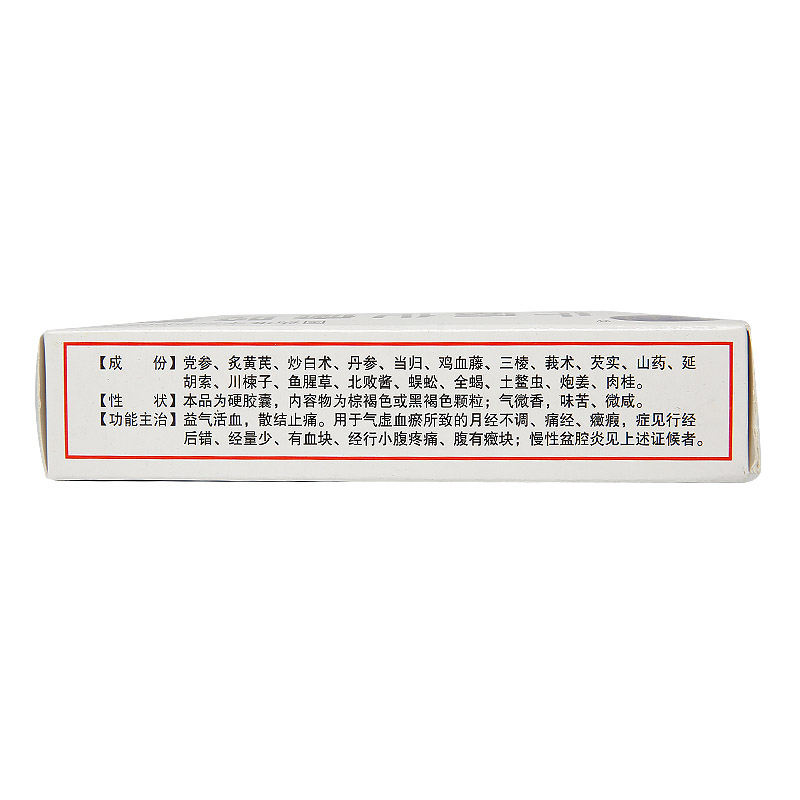 【成　份】党参、炙黄芪、炒白术、丹参、当归、鸡血藤、三棱、莪术、芡实、山药、延
胡索、川楝子、鱼腥草、北败酱、蜈蚣、全蝎、土鳖虫、炮姜、肉桂。
【性　状】本品为硬胶囊，内容物为棕褐色或黑褐色颗粒；气微香，味苦、微咸。
【功能主治】益气活血，散结止痛。用于气虚血瘀所致的月经不调、痛经、癥瘕，症见行经
后错、经量少、有血块、经行小腹疼痛、腹有癥块；慢性盆腔炎见上述证候者。